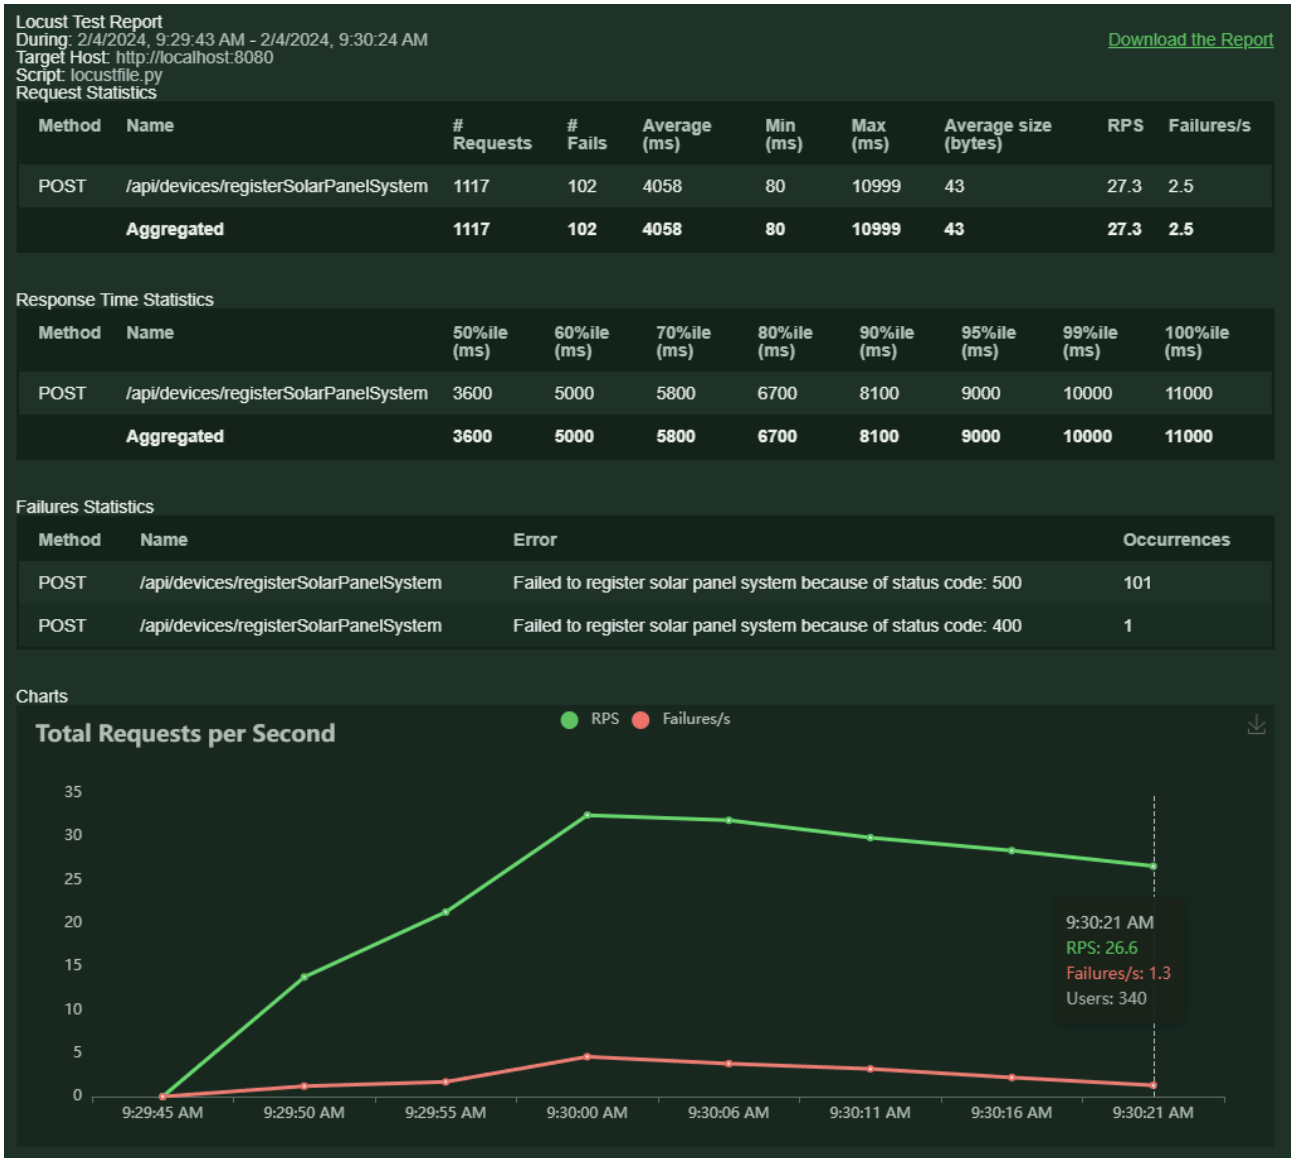 Locust Test Report
During: 2/4/2024, 9:29:43 AM - 2/4/2024, 9:30:24 AM
Download the Report
Target Host: http://localhost:8080
Script: locustfile.py
Request Statistics
Method Name # Requests # Fails Average (ms) Min (ms) Max (ms) Average size (bytes) RPS Failures/s
POST /api/devices/registerSolarPanelSystem 1117 102 4058 80 10999 43 27.3 2.5
Aggregated 1117 102 4058 80 10999 43 27.3 2.5
Response Time Statistics
Method Name 50%ile (ms) 60%ile (ms) 70%ile (ms) 80%ile (ms) 90%ile (ms) 95%ile (ms) 99%ile (ms) 100%ile (ms)
POST /api/devices/registerSolarPanelSystem 3600 5000 5800 6700 8100 9000 10000 11000
Aggregated 3600 5000 5800 6700 8100 9000 10000 11000
Failures Statistics
Method Name Error Occurrences
POST /api/devices/registerSolarPanelSystem Failed to register solar panel system because of status code: 500 101
POST /api/devices/registerSolarPanelSystem Failed to register solar panel system because of status code: 400 1
Charts
Total Requests per Second
RPS Failures/s
35
30
25
20
15
10
5
0
9:30:21 AM
RPS: 26.6
Failures/s: 1.3
Users: 340
9:29:45 AM 9:29:50 AM 9:29:55 AM 9:30:00 AM 9:30:06 AM 9:30:11 AM 9:30:16 AM 9:30:21 AM